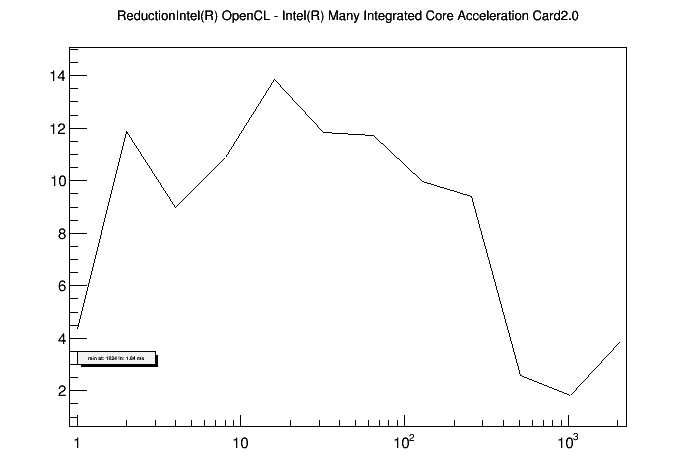 ReductionIntel(R) OpenCL - Intel(R) Many Integrated Core Acceleration Card2.0
14
12
10
8
6
4
min at: 1024 in: 1.84 ms
2
1 10 10² 10³